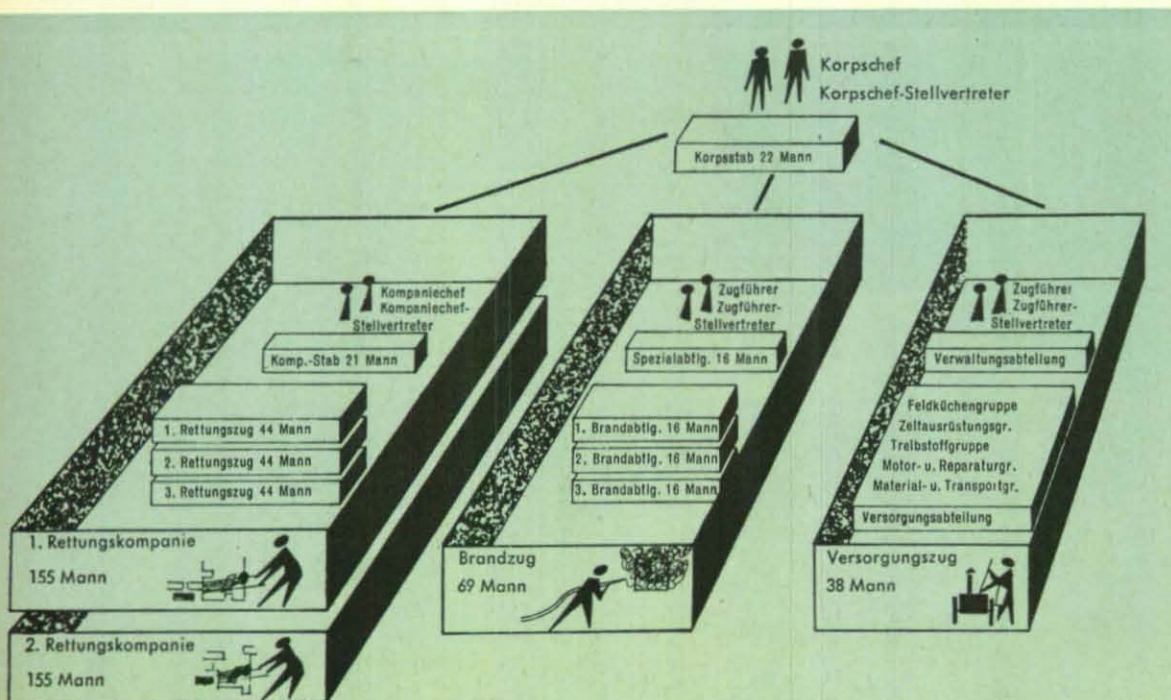 Korpschef
Korpschef-Stellvertreter
Korpsstab 22 Mann
Kompaniechef
Kompaniechef-
Stellvertreter
Komp.-Stab 21 Mann
1. Rettungszug 44 Mann
2. Rettungszug 44 Mann
3. Rettungszug 44 Mann
1. Rettungskompanie
155 Mann
2. Rettungskompanie
155 Mann
Zugführer
Zugführer-
Stellvertreter
Spezialabtlg. 16 Mann
1. Brandabtlg. 16 Mann
2. Brandabtlg. 16 Mann
3. Brandabtlg. 16 Mann
Brandzug
69 Mann
Zugführer
Zugführer-
Stellvertreter
Verwaltungsabteilung
Feldküchengruppe
Zeltausrüstungsgr.
Treibstoffgruppe
Motor- u. Reparaturgr.
Material- u. Transportgr.
Versorgungsabteilung
Versorgungszug
38 Mann